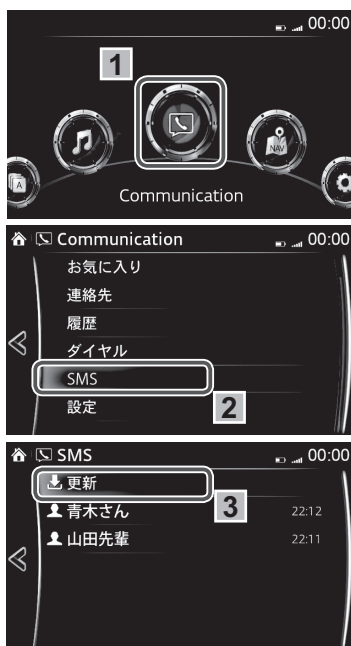 00:00
1
A
NAV
Communication
Communication 00:00
お気に入り
連絡先
履歴
ダイヤル
SMS
2
設定
SMS 00:00
更新
3
青木さん 22:12
山田先輩 22:11